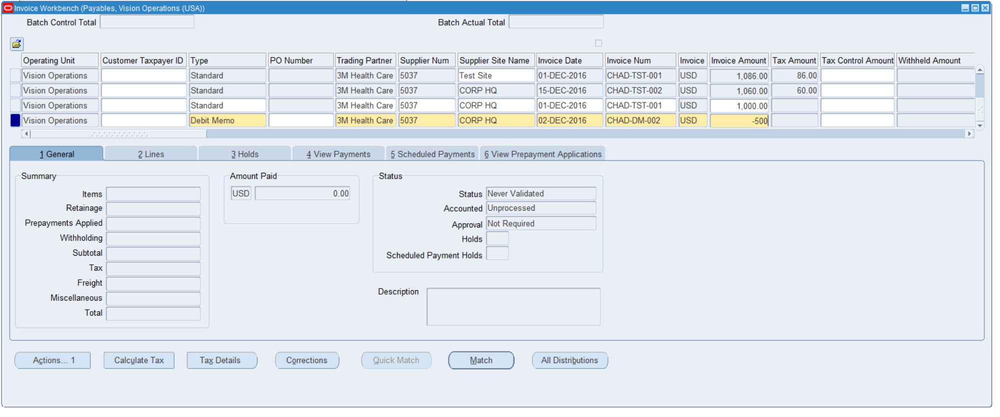 Invoice Workbench (Payables, Vision Operations (USA))
Batch Control Total Batch Actual Total
Operating Unit Customer Taxpayer ID Type PO Number Trading Partner Supplier Num Supplier Site Name Invoice Date Invoice Num Invoice Invoice Amount Tax Amount Tax Control Amount Withheld Amount
Vision Operations Standard 3M Health Care 5037 Test Site 01-DEC-2016 CHAD-TST-001 USD 1,086.00 86.00
Vision Operations Standard 3M Health Care 5037 CORP HQ 15-DEC-2016 CHAD-TST-002 USD 1,060.00 60.00
Vision Operations Standard 3M Health Care 5037 CORP HQ 01-DEC-2016 CHAD-TST-001 USD 1,000.00
Vision Operations Debit Memo 3M Health Care 5037 CORP HQ 02-DEC-2016 CHAD-DM-002 USD -500
1 General 2 Lines 3 Holds 4 View Payments 5 Scheduled Payments 6 View Prepayment Applications
Summary
Items
Retainage
Prepayments Applied
Withholding
Subtotal
Tax
Freight
Miscellaneous
Total
Amount Paid
USD 0.00
Status
Status Never Validated
Accounted Unprocessed
Approval Not Required
Holds
Scheduled Payment Holds
Description
Actions... 1 Calculate Tax Tax Details Corrections Quick Match Match All Distributions